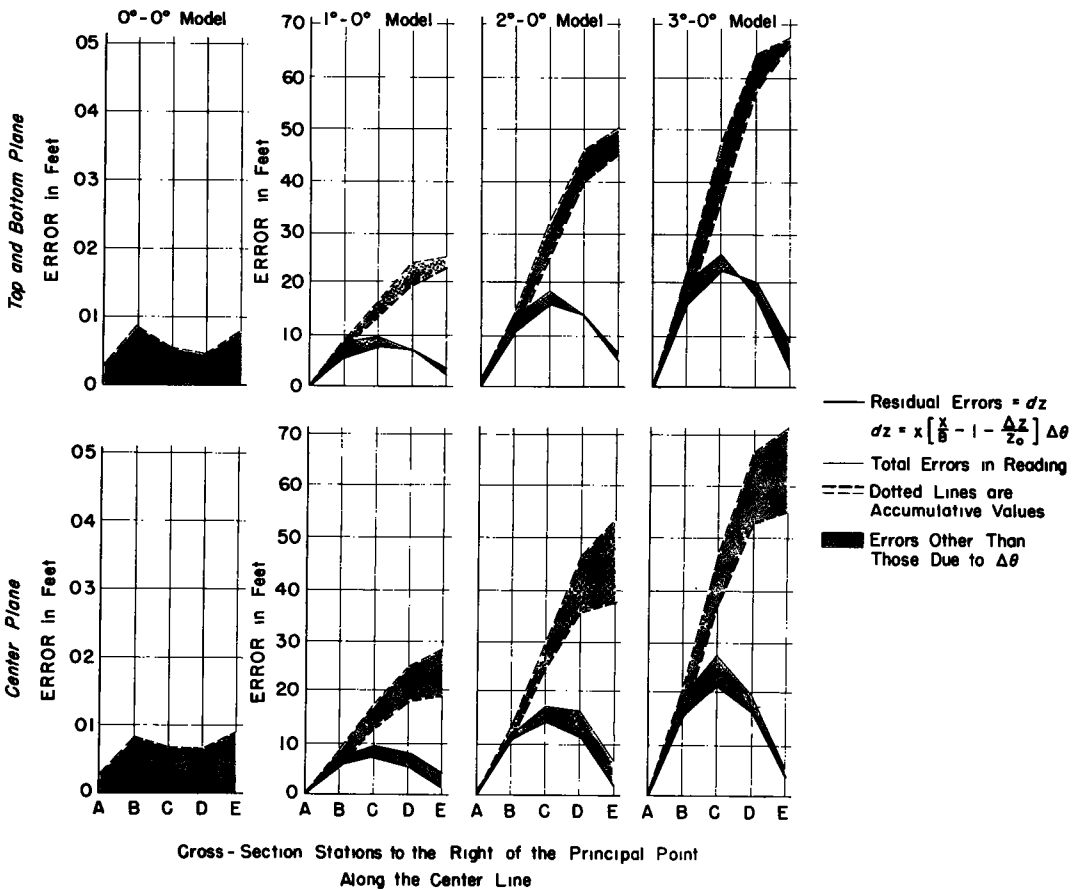 0°-0° Model
1°-0° Model
2°-0° Model
3°-0° Model
Top and Bottom Plane
ERROR in Feet
05
04
03
02
01
0
ERROR in Feet
70
60
50
40
30
20
10
0
Center Plane
ERROR in Feet
05
04
03
02
01
0
ERROR in Feet
70
60
50
40
30
20
10
0
A B C D E
A B C D E
A B C D E
A B C D E
Cross-Section Stations to the Right of the Principal Point
Along the Center Line
Residual Errors = dz
dz = x [x/B - 1 - Δz/z₀] Δθ
Total Errors in Reading
Dotted Lines are
Accumulative Values
Errors Other Than
Those Due to Δθ